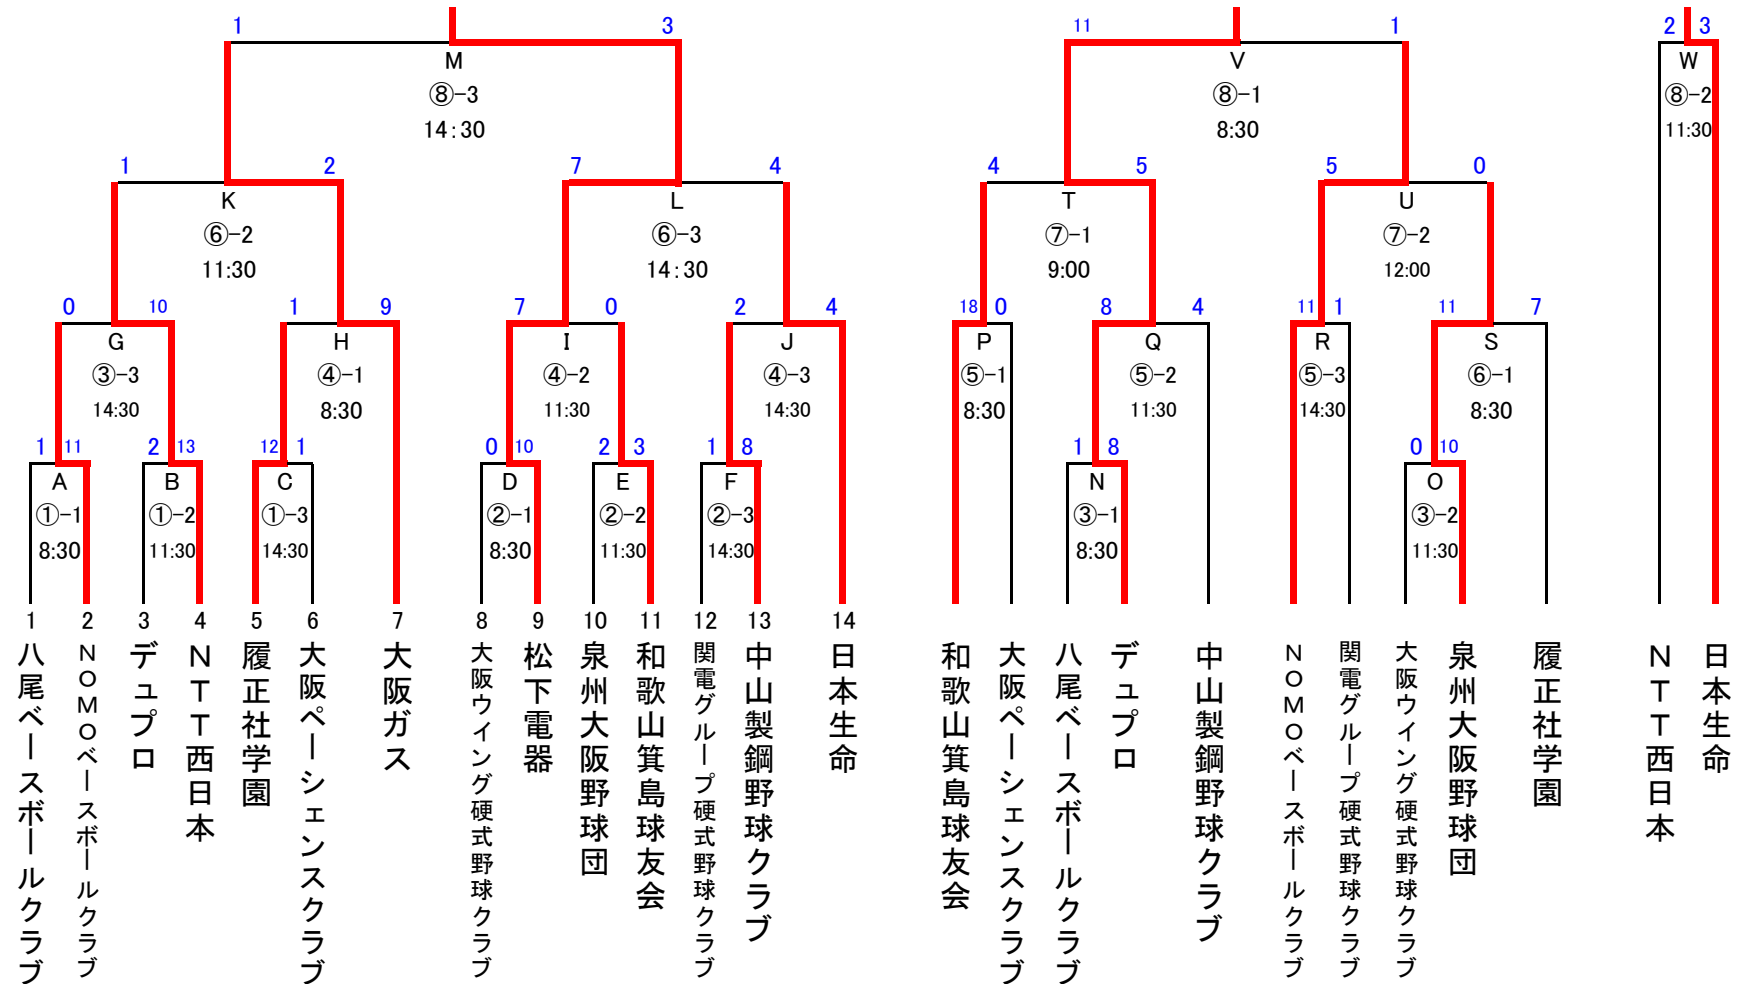 1 3 11 1 2 3
M V W
⑧-3 ⑧-1 ⑧-2
14:30 8:30 11:30
1 2 7 4 4 5 5 0
K L T U
⑥-2 ⑥-3 ⑦-1 ⑦-2
11:30 14:30 9:00 12:00
0 10 1 9 7 0 2 4 18 0 8 4 11 1 11 7
G H I J P Q R S
③-3 ④-1 ④-2 ④-3 ⑤-1 ⑤-2 ⑤-3 ⑥-1
14:30 8:30 11:30 14:30 8:30 11:30 14:30 8:30
1 11 2 13 12 1 0 10 2 3 1 8 1 8 0 10
A B C D E F N O
①-1 ①-2 ①-3 ②-1 ②-2 ②-3 ③-1 ③-2
8:30 11:30 14:30 8:30 11:30 14:30 8:30 11:30
1 2 3 4 5 6 7 8 9 10 11 12 13 14
八尾ベースボールクラブ
NOMOベースボールクラブ
デュプロ
NTT西日本
履正社学園
大阪ペーシェンスクラブ
大阪ガス
大阪ウイング硬式野球クラブ
松下電器
泉州大阪野球団
和歌山箕島球友会
関電グループ硬式野球クラブ
中山製鋼野球クラブ
日本生命
和歌山箕島球友会
大阪ペーシェンスクラブ
八尾ベースボールクラブ
デュプロ
中山製鋼野球クラブ
NOMOベースボールクラブ
関電グループ硬式野球クラブ
大阪ウイング硬式野球クラブ
泉州大阪野球団
履正社学園
NTT西日本
日本生命